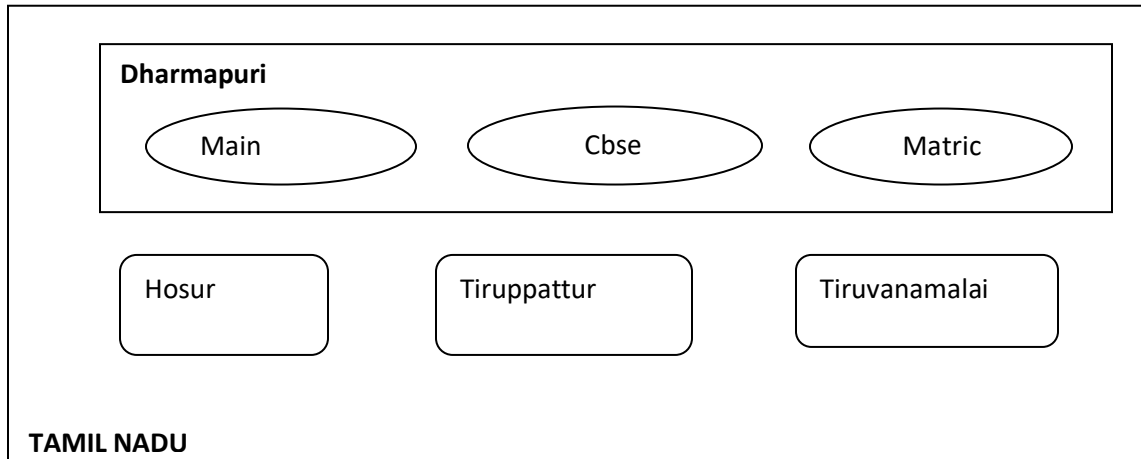 Dharmapuri
Main Cbse Matric
Hosur Tiruppattur Tiruvanamalai
TAMIL NADU